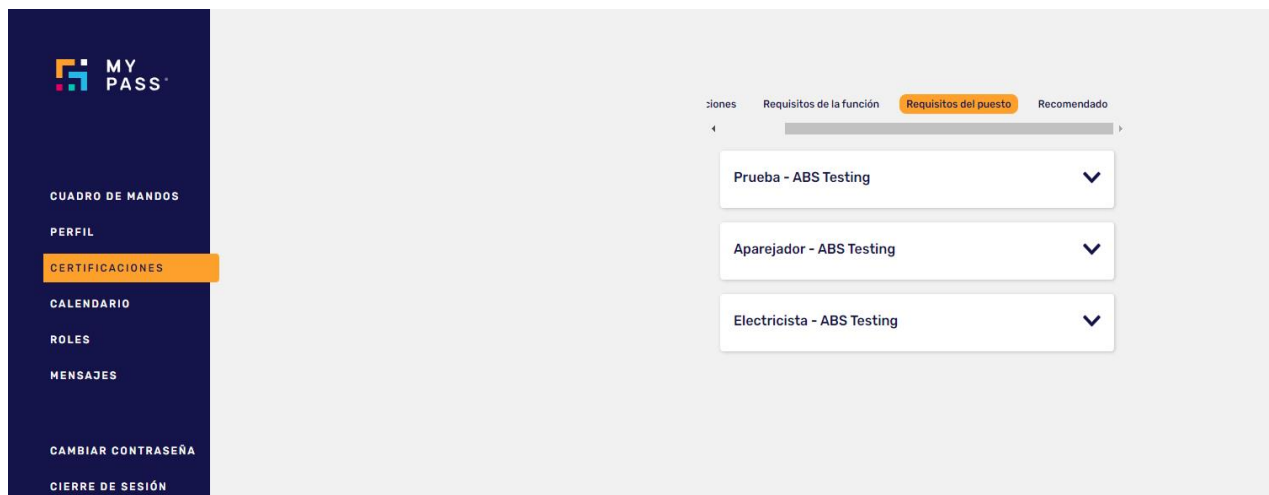 MY
PASS
CUADRO DE MANDOS
PERFIL
CERTIFICACIONES
CALENDARIO
ROLES
MENSAJES
CAMBIAR CONTRASEÑA
CIERRE DE SESIÓN
ciones Requisitos de la función Requisitos del puesto Recomendado
Prueba - ABS Testing
Aparejador - ABS Testing
Electricista - ABS Testing